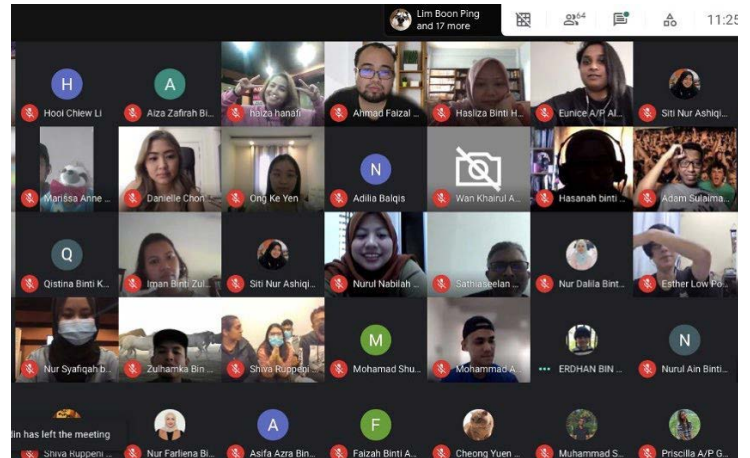 Lim Boon Ping
and 17 more
64
11:25
H
Hooi Chiew Li
A
Aiza Zafirah Bi...
haiza hanafi
Ahmad Faizal ...
Hasliza Binti H...
Eunice A/P Al...
Siti Nur Ashiqi...
Marissa Anne ...
Danielle Chon ...
Ong Ke Yen
N
Adilia Balqis
Wan Khairul A...
Hasanah binti ...
Adam Sulaima...
Q
Qistina Binti K...
Iman Binti Zul...
Siti Nur Ashiqi...
Nurul Nabilah ...
Sathiaseelan ...
Nur Dalila Bint...
Esther Low Po...
Nur Syafiqah b...
Zulhamka Bin ...
Shiva Ruppeni ...
M
Mohamad Shu...
Mohammad A...
ERDHAN BIN ...
N
Nurul Ain Binti...
din has left the meeting
Shiva Ruppeni ...
Nur Farliena Bi...
A
Asifa Azra Bin...
F
Faizah Binti A...
Cheong Yuen ...
Muhammad S...
Priscilla A/P G...